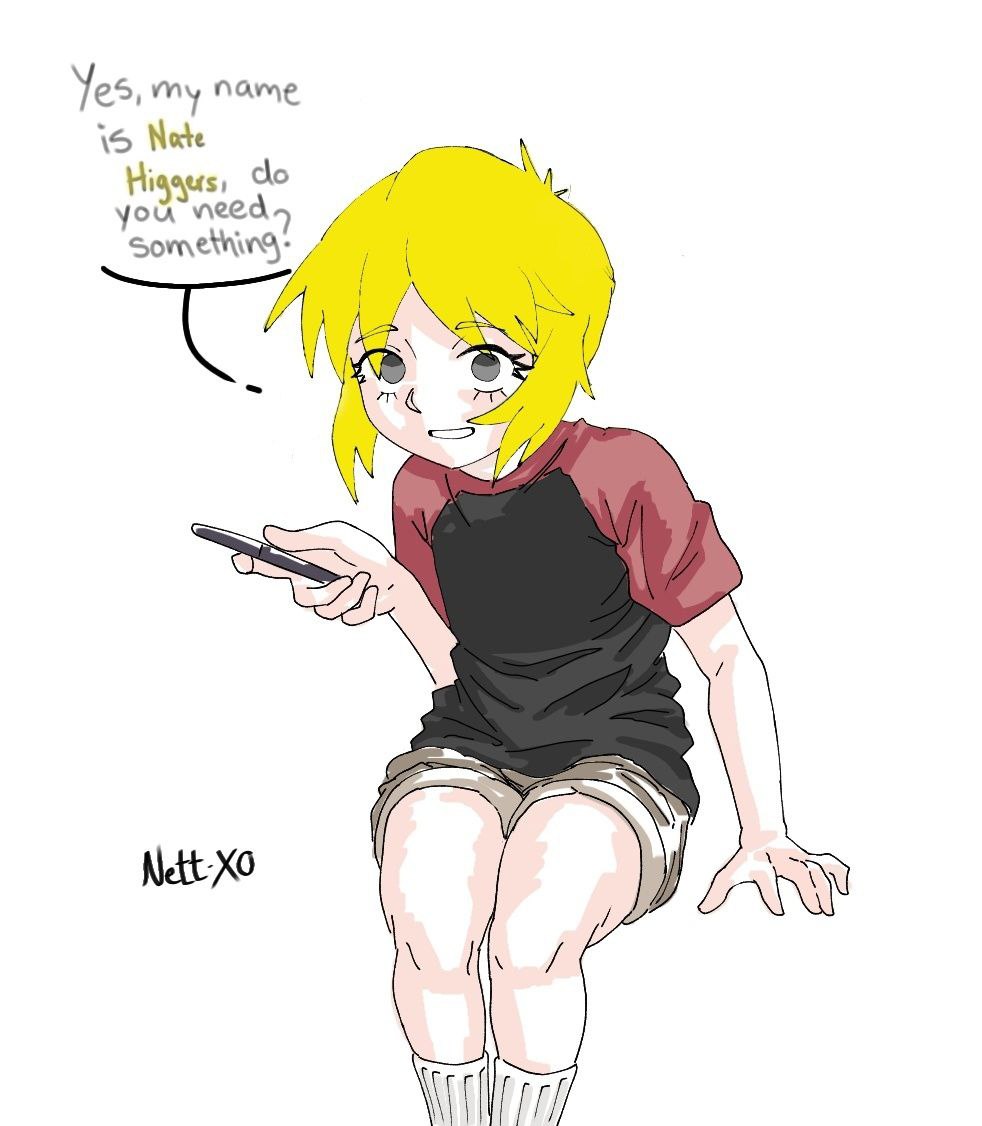 Yes, my name
is Nate
Higgers, do
you need
something?
Nett-XO